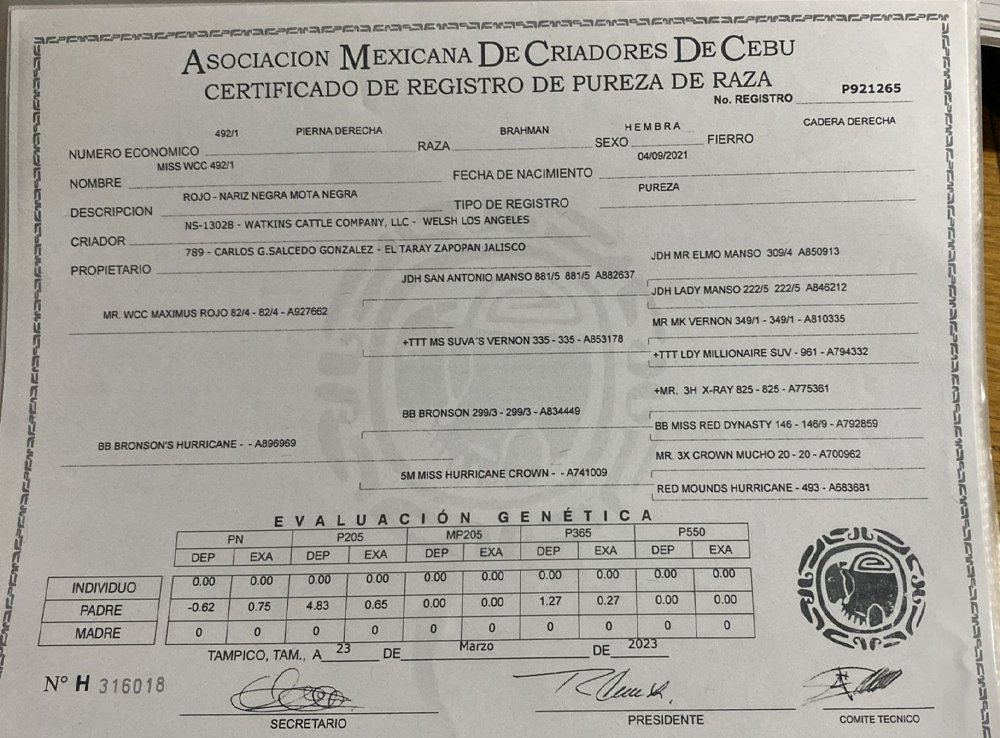 ASOCIACION MEXICANA DE CRIADORES DE CEBU
CERTIFICADO DE REGISTRO DE PUREZA DE RAZA
No. REGISTRO P921265
NUMERO ECONOMICO 492/1 PIERNA DERECHA RAZA BRAHMAN SEXO HEMBRA FIERRO CADERA DERECHA
NOMBRE MISS WCC 492/1 FECHA DE NACIMIENTO 04/09/2021
DESCRIPCION ROJO - NARIZ NEGRA MOTA NEGRA TIPO DE REGISTRO PUREZA
CRIADOR NS-13028 - WATKINS CATTLE COMPANY, LLC - WELSH LOS ANGELES
PROPIETARIO 789 - CARLOS G.SALCEDO GONZALEZ - EL TARAY ZAPOPAN JALISCO
JDH MR ELMO MANSO 309/4 A850913
JDH SAN ANTONIO MANSO 881/5 881/5 A882637
JDH LADY MANSO 222/5 222/5 A846212
MR. WCC MAXIMUS ROJO 82/4 - 82/4 - A927662
MR MK VERNON 349/1 - 349/1 - A810335
+TTT MS SUVA'S VERNON 335 - 335 - A853178
+TTT LDY MILLIONAIRE SUV - 961 - A794332
+MR. 3H X-RAY 825 - 825 - A775361
BB BRONSON 299/3 - 299/3 - A834449
BB MISS RED DYNASTY 146 - 146/9 - A792859
BB BRONSON'S HURRICANE - - A896969
MR. 3X CROWN MUCHO 20 - 20 - A700962
5M MISS HURRICANE CROWN - - A741009
RED MOUNDS HURRICANE - 493 - A683681
EVALUACIÓN GENÉTICA
PN P205 MP205 P365 P550
DEP EXA DEP EXA DEP EXA DEP EXA DEP EXA
INDIVIDUO 0.00 0.00 0.00 0.00 0.00 0.00 0.00 0.00 0.00 0.00
PADRE -0.62 0.75 4.83 0.65 0.00 0.00 1.27 0.27 0.00 0.00
MADRE 0 0 0 0 0 0 0 0 0 0
TAMPICO, TAM., A 23 DE Marzo DE 2023
N° H 316018
SECRETARIO PRESIDENTE COMITE TECNICO